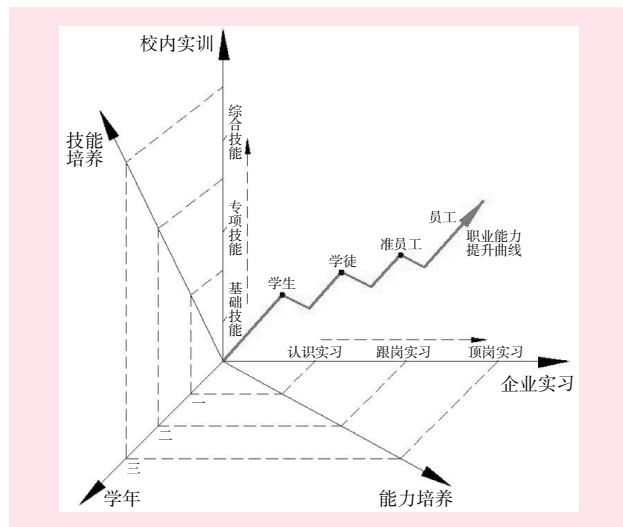 校内实训
技能
培养
综合技能
专项技能
基础技能
员工
职业能力
提升曲线
准员工
学徒
学生
认识实习
跟岗实习
顶岗实习
企业实习
一
二
三
学年
能力培养